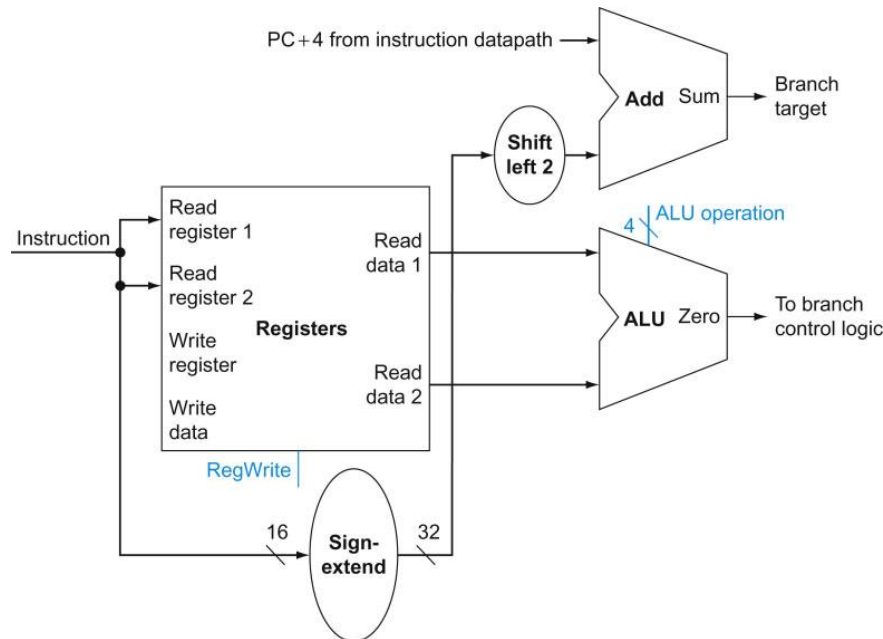 PC+4 from instruction datapath
Add Sum
Branch
target
Shift
left 2
ALU operation
4
Instruction
Read
register 1
Read
register 2
Write
register
Write
data
Registers
Read
data 1
Read
data 2
ALU Zero
To branch
control logic
RegWrite
16
Sign-
extend
32